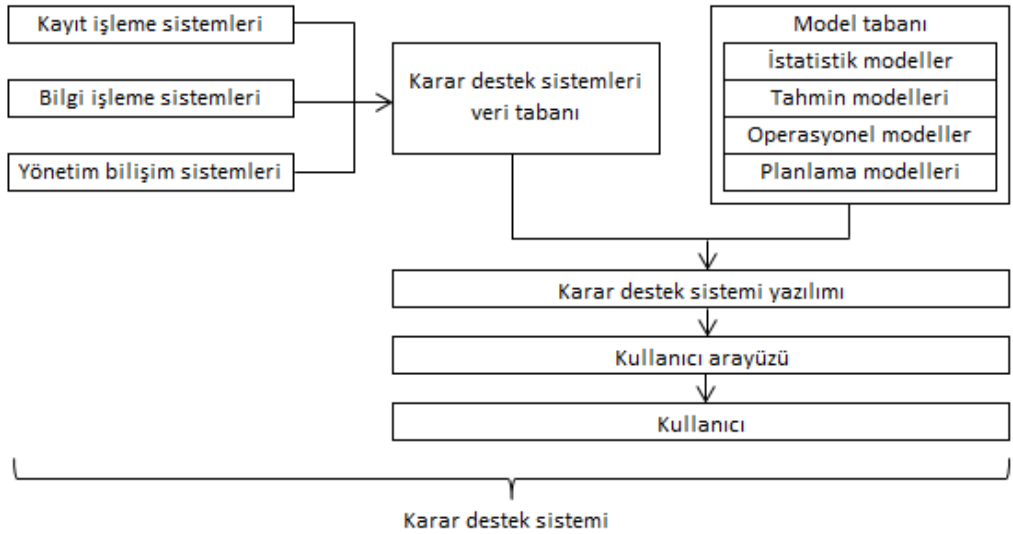 Kayıt işleme sistemleri
Bilgi işleme sistemleri
Yönetim bilişim sistemleri
Karar destek sistemleri
veri tabanı
Model tabanı
İstatistik modeller
Tahmin modelleri
Operasyonel modeller
Planlama modelleri
Karar destek sistemi yazılımı
Kullanıcı arayüzü
Kullanıcı
Karar destek sistemi